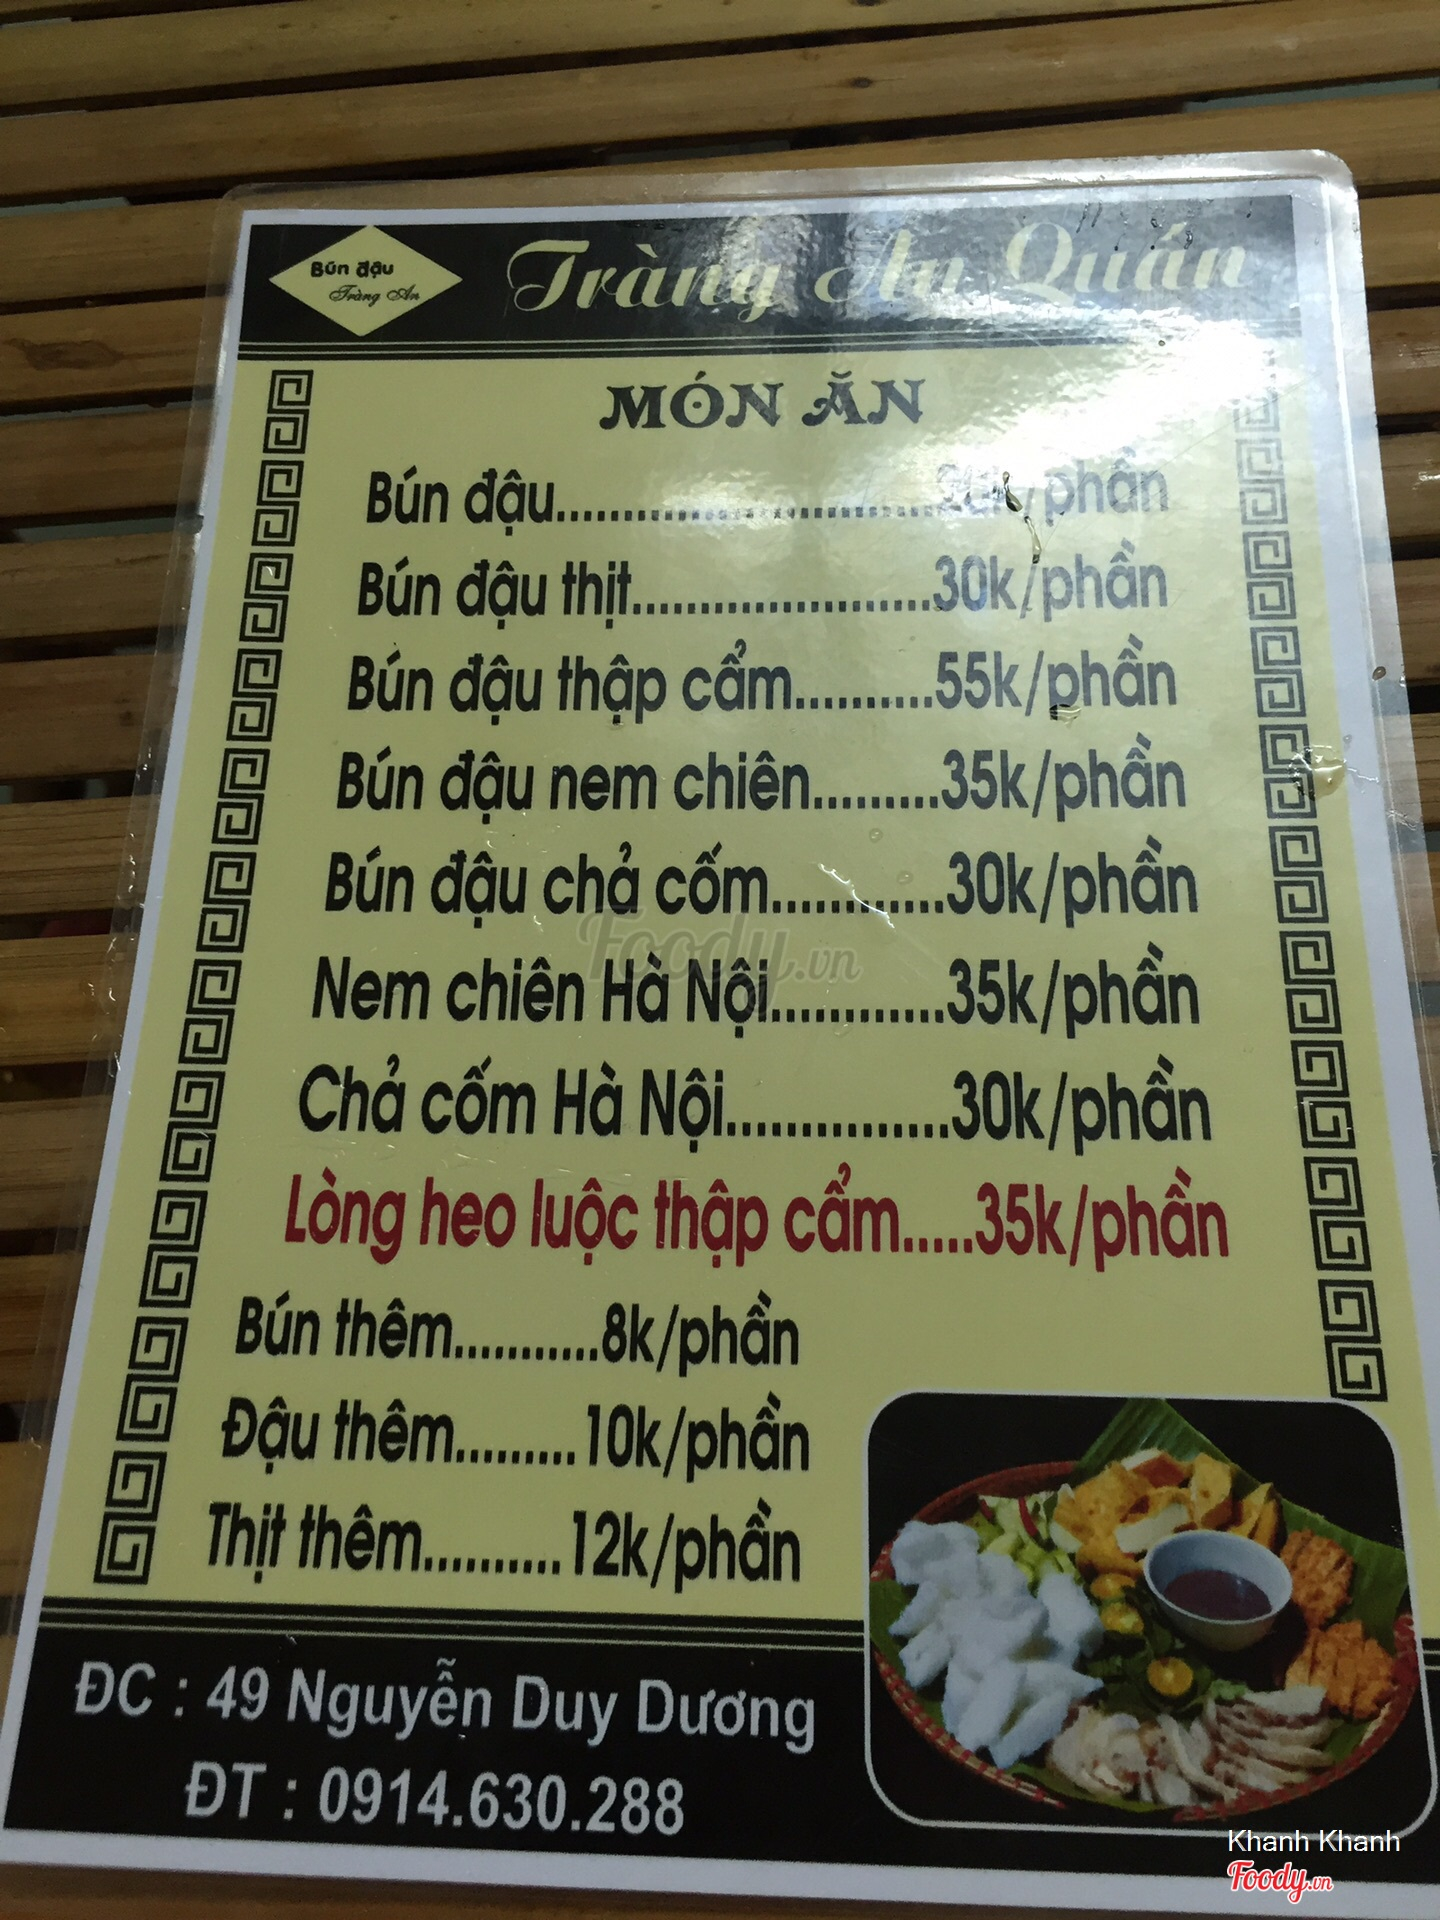 Bún đậu
Tràng An
Tràng An Quán
MÓN ĂN
Bún đậu............................/phần
Bún đậu thịt......................30k/phần
Bún đậu thập cẩm..........55k/phần
Bún đậu nem chiên.........35k/phần
Bún đậu chả cốm............30k/phần
Nem chiên Hà Nội............35k/phần
Chả cốm Hà Nội...............30k/phần
Lòng heo luộc thập cẩm.....35k/phần
Bún thêm...........8k/phần
Đậu thêm.........10k/phần
Thịt thêm..........12k/phần
ĐC : 49 Nguyễn Duy Dương
ĐT : 0914.630.288
Foody.vn
Khanh Khanh
Foody.vn